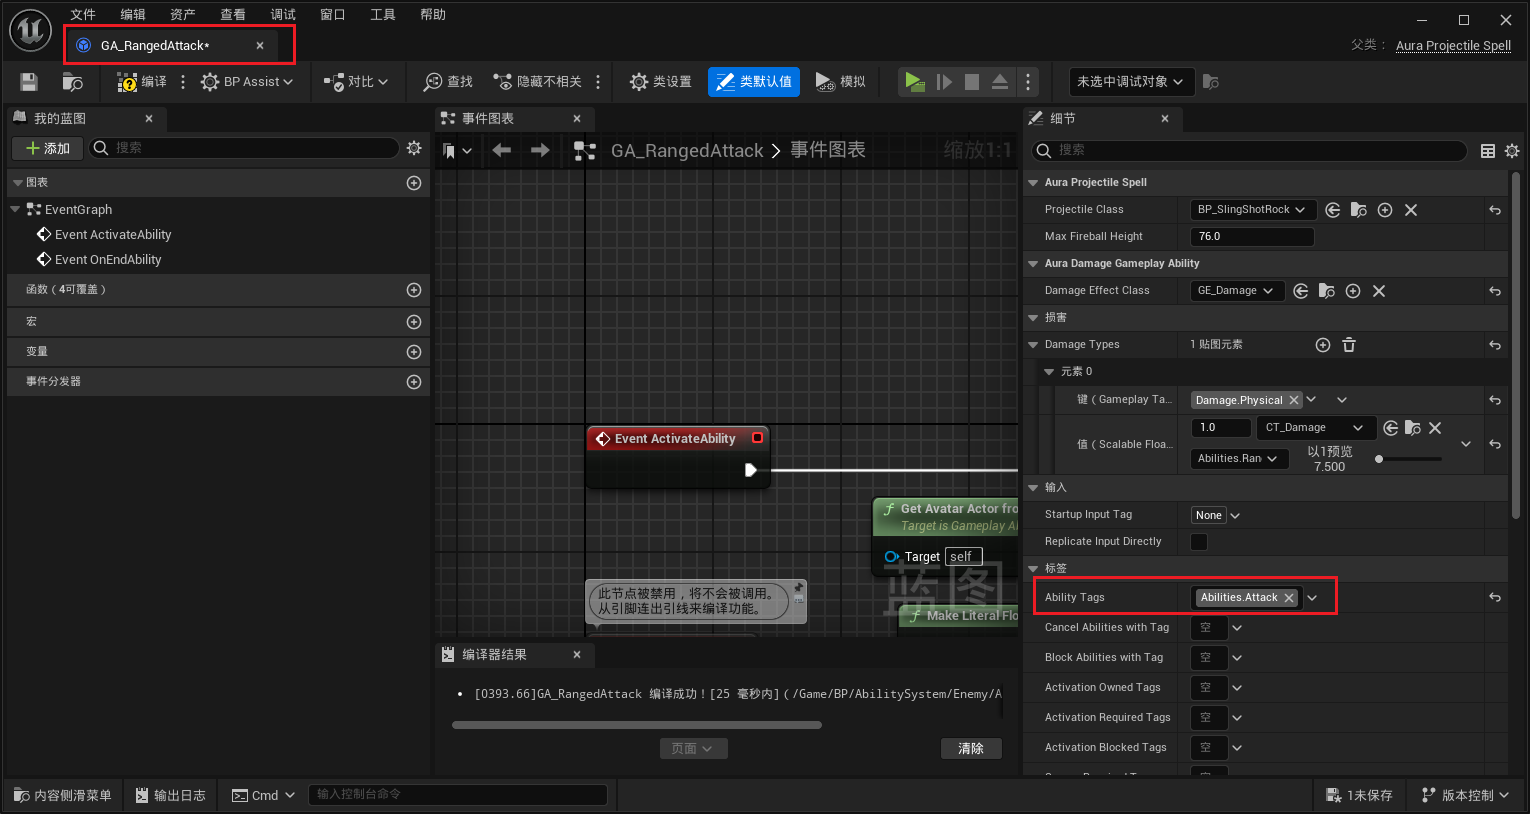 文件 编辑 资产 查看 调试 窗口 工具 帮助
GA_RangedAttack*
父类： Aura Projectile Spell
编译 BP Assist 对比 查找 隐藏不相关 类设置 类默认值 模拟 未选中调试对象
我的蓝图
添加 搜索
图表
EventGraph
Event ActivateAbility
Event OnEndAbility
函数（4可覆盖）
宏
变量
事件分发器
事件图表
GA_RangedAttack > 事件图表 缩放1:1
Event ActivateAbility
Get Avatar Actor fro
Target is Gameplay Al
Target self
蓝图
此节点被禁用，将不会被调用。
从引脚连出引线来编译功能。
Make Literal Flo
编译器结果
[0393.66]GA_RangedAttack 编译成功！[25 毫秒内]（/Game/BP/AbilitySystem/Enemy/A
页面 清除
细节
搜索
Aura Projectile Spell
Projectile Class BP_SlingShotRock
Max Fireball Height 76.0
Aura Damage Gameplay Ability
Damage Effect Class GE_Damage
损害
Damage Types 1 贴图元素
元素 0
键（Gameplay Ta... Damage.Physical
值（Scalable Floa... 1.0 CT_Damage
Abilities.Ran 以1预览
7.500
输入
Startup Input Tag None
Replicate Input Directly
标签
Ability Tags Abilities.Attack
Cancel Abilities with Tag 空
Block Abilities with Tag 空
Activation Owned Tags 空
Activation Required Tags 空
Activation Blocked Tags 空
内容侧滑菜单 输出日志 Cmd 输入控制台命令 1未保存 版本控制